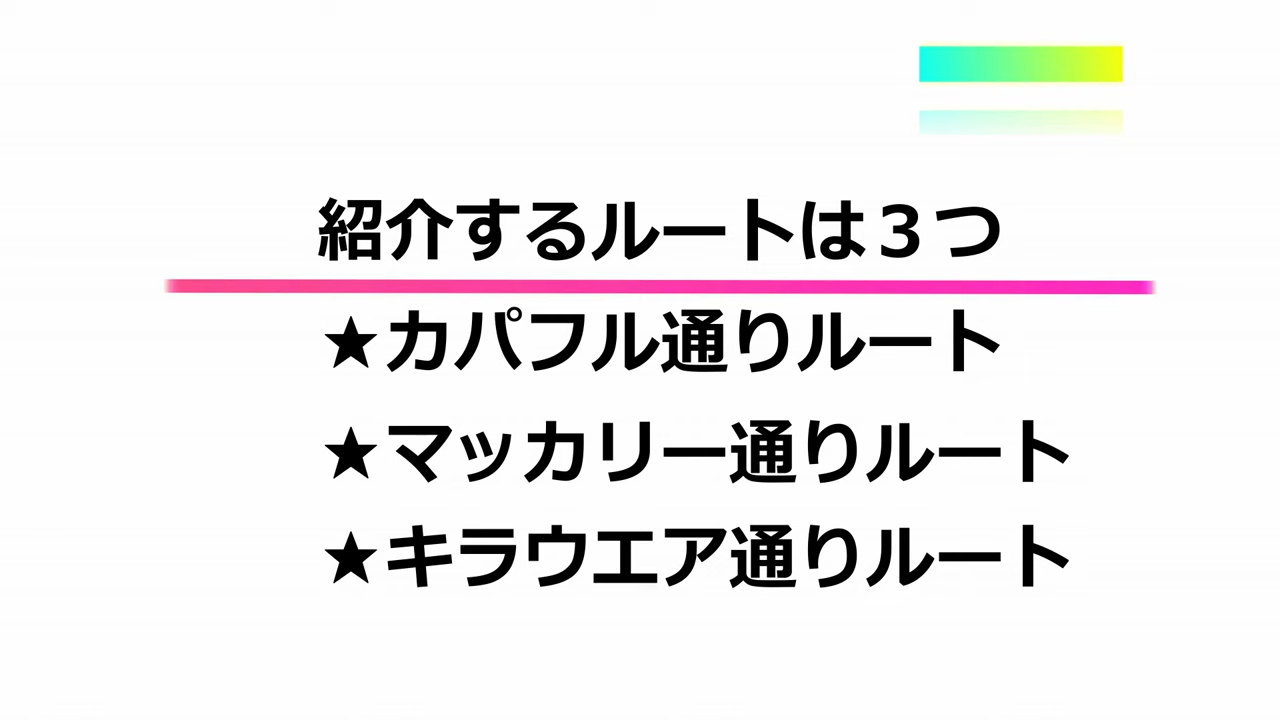 紹介するルートは３つ
★カパフル通りルート
★マッカリー通りルート
★キラウエア通りルート